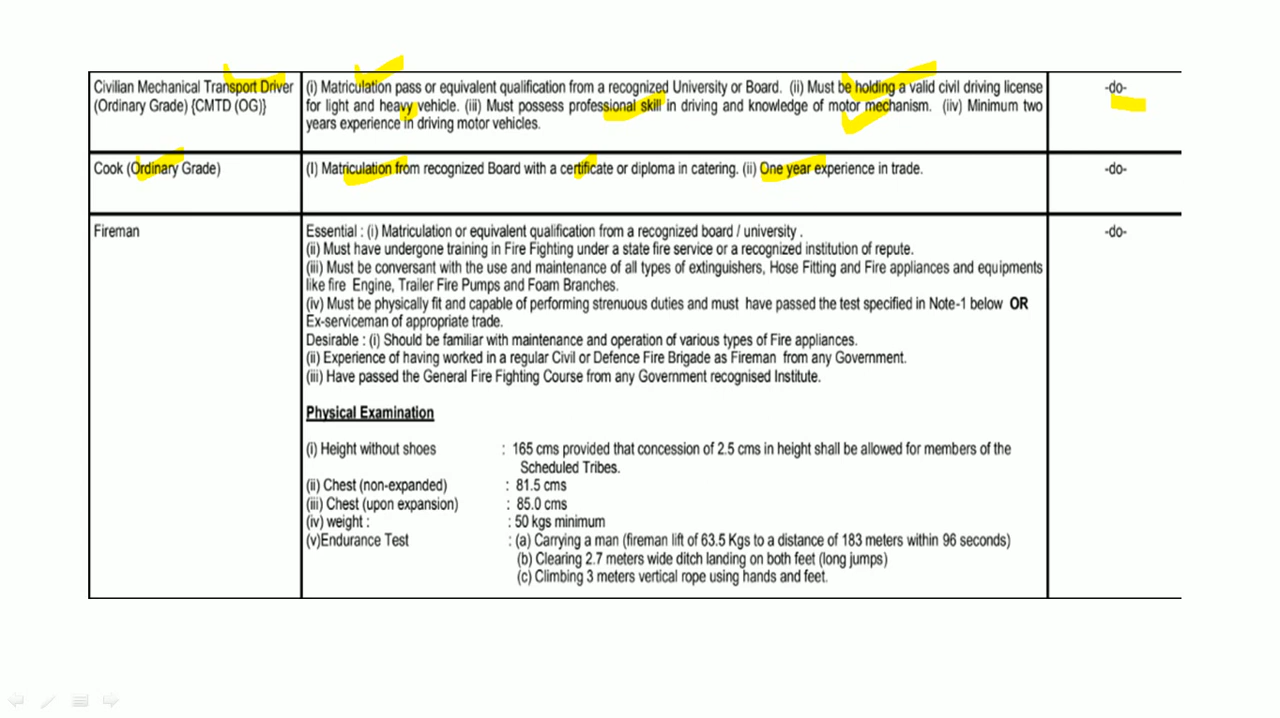 Civilian Mechanical Transport Driver
(Ordinary Grade) {CMTD (OG)}
(i) Matriculation pass or equivalent qualification from a recognized University or Board. (ii) Must be holding a valid civil driving license
for light and heavy vehicle. (iii) Must possess professional skill in driving and knowledge of motor mechanism. (iiv) Minimum two
years experience in driving motor vehicles.
-do-
Cook (Ordinary Grade)
(I) Matriculation from recognized Board with a certificate or diploma in catering. (ii) One year experience in trade.
-do-
Fireman
Essential : (i) Matriculation or equivalent qualification from a recognized board / university .
(ii) Must have undergone training in Fire Fighting under a state fire service or a recognized institution of repute.
(iii) Must be conversant with the use and maintenance of all types of extinguishers, Hose Fitting and Fire appliances and equipments
like fire Engine, Trailer Fire Pumps and Foam Branches.
(iv) Must be physically fit and capable of performing strenuous duties and must have passed the test specified in Note-1 below OR
Ex-serviceman of appropriate trade.
Desirable : (i) Should be familiar with maintenance and operation of various types of Fire appliances.
(ii) Experience of having worked in a regular Civil or Defence Fire Brigade as Fireman from any Government.
(iii) Have passed the General Fire Fighting Course from any Government recognised Institute.
Physical Examination
(i) Height without shoes : 165 cms provided that concession of 2.5 cms in height shall be allowed for members of the
Scheduled Tribes.
(ii) Chest (non-expanded) : 81.5 cms
(iii) Chest (upon expansion) : 85.0 cms
(iv) weight : : 50 kgs minimum
(v)Endurance Test : (a) Carrying a man (fireman lift of 63.5 Kgs to a distance of 183 meters within 96 seconds)
(b) Clearing 2.7 meters wide ditch landing on both feet (long jumps)
(c) Climbing 3 meters vertical rope using hands and feet.
-do-